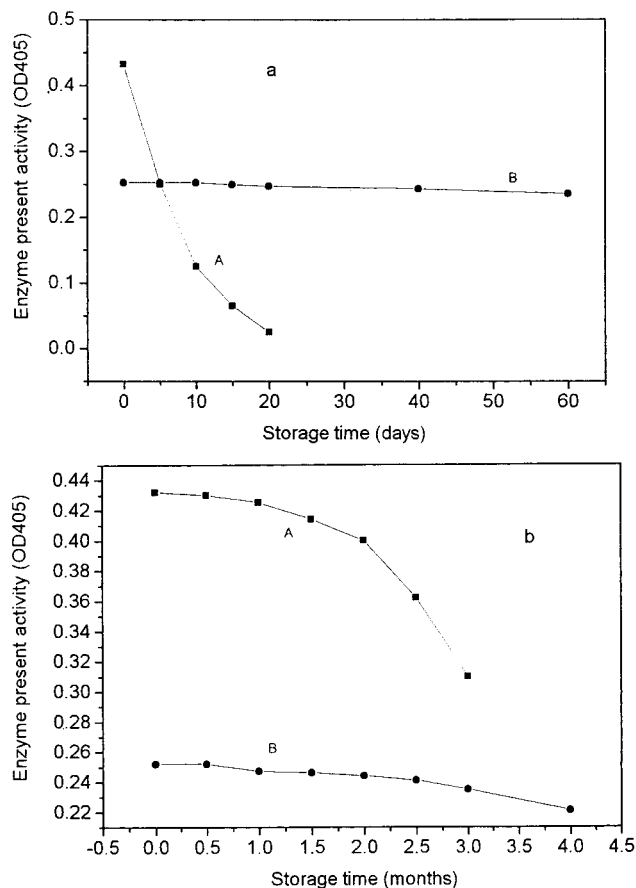 0.5
a
0.4
0.3
B
0.2
A
0.1
0.0
Enzyme present activity (OD405)
0 10 20 30 40 50 60
Storage time (days)
0.44
A
b
0.42
0.40
0.38
0.36
0.34
0.32
0.30
0.28
0.26
B
0.24
0.22
Enzyme present activity (OD405)
-0.5 0.0 0.5 1.0 1.5 2.0 2.5 3.0 3.5 4.0 4.5
Storage time (months)